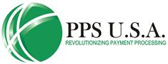 PPS U.S.A.
REVOLUTIONIZING PAYMENT PROCESSING